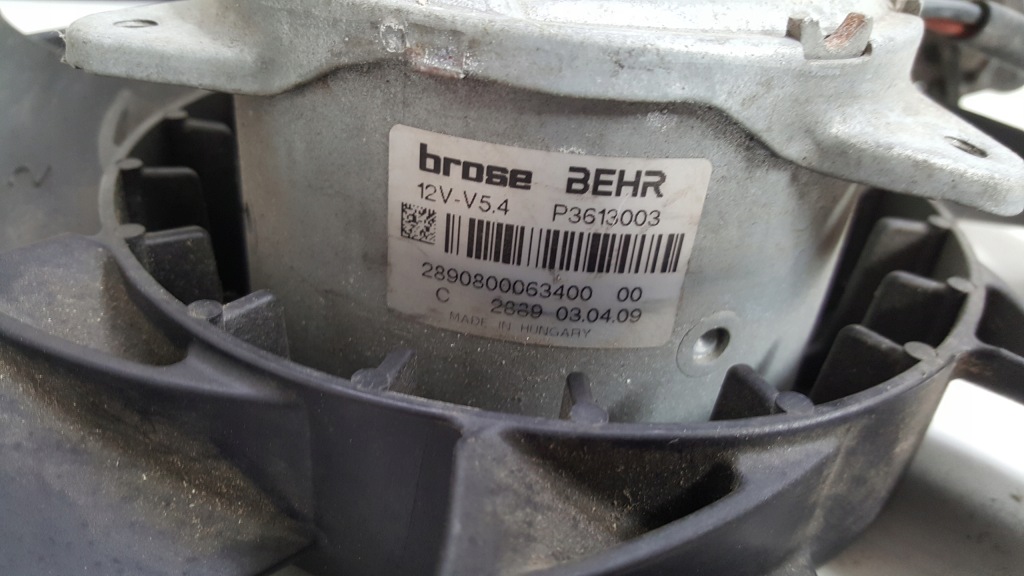 brose BEHR
12V-V5.4 P3613003
2890800063400 00
C 2889 03.04.09
MADE IN HUNGARY